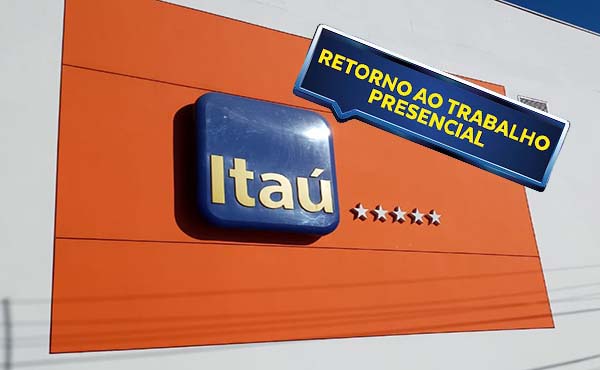 RETORNO AO TRABALHO
PRESENCIAL
Itaú